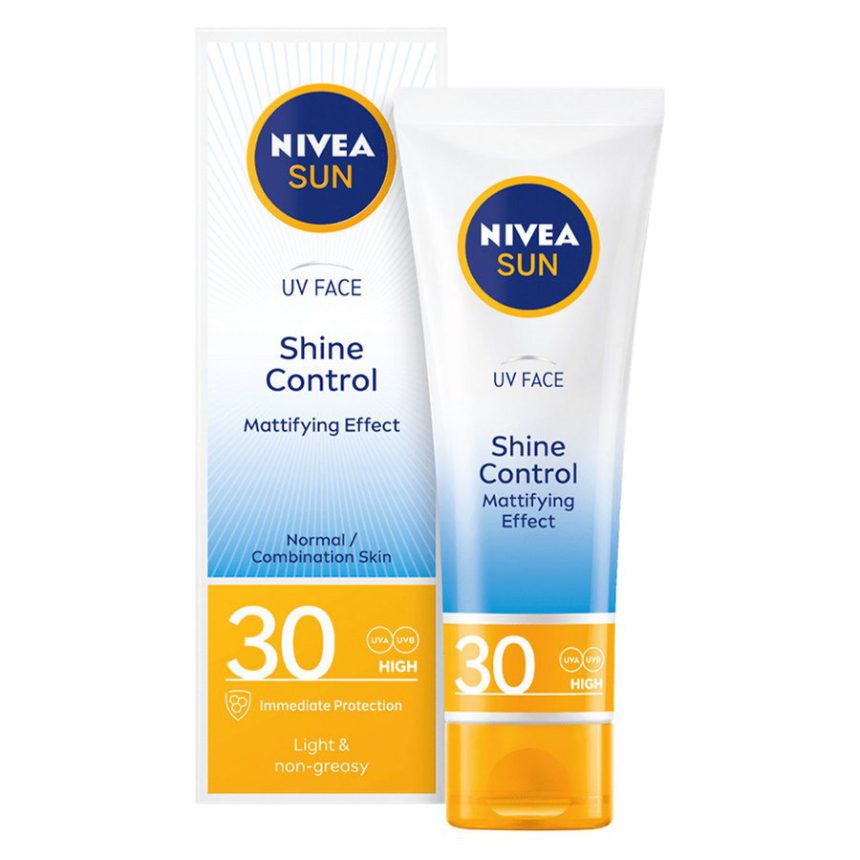 NIVEA
SUN
UV FACE
Shine
Control
Mattifying Effect
Normal /
Combination Skin
30
UVA UVB
HIGH
Immediate Protection
Light &
non-greasy
NIVEA
SUN
UV FACE
Shine
Control
Mattifying
Effect
30
UVA UVB
HIGH